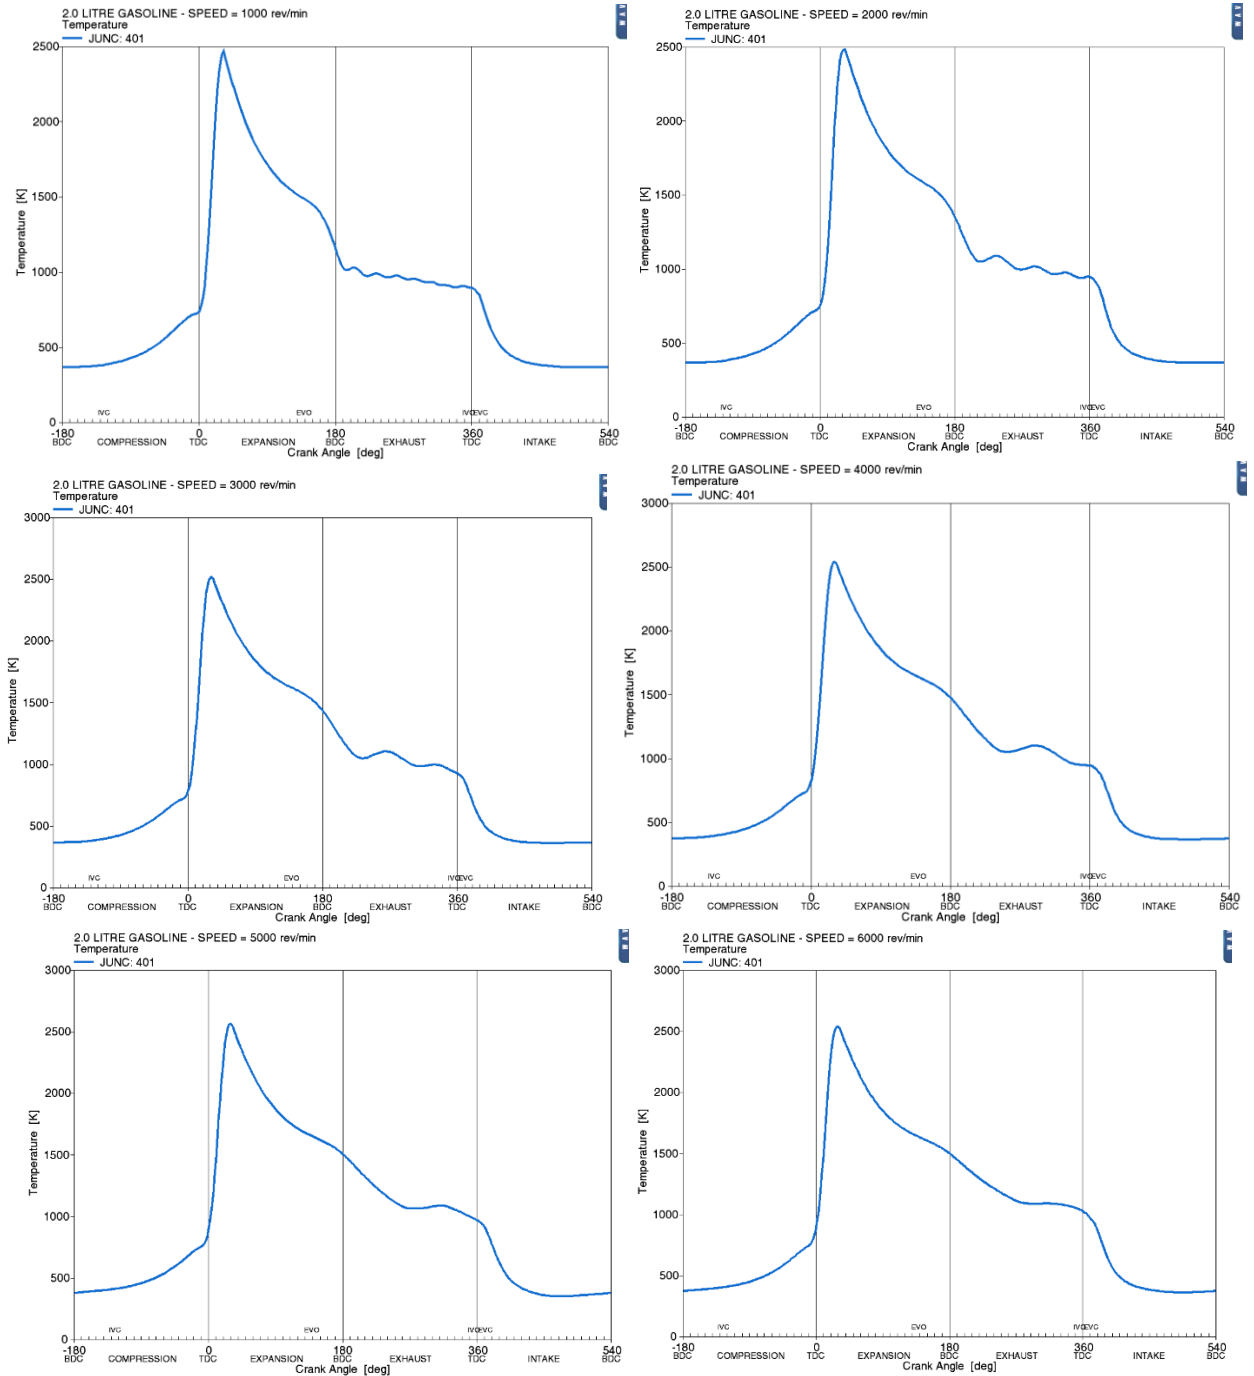 2.0 LITRE GASOLINE - SPEED = 1000 rev/min
Temperature
JUNC: 401
2500
2000
1500
1000
500
0
Temperature [K]
IVC EVO IVO EVC
-180 0 180 360 540
BDC COMPRESSION TDC EXPANSION BDC EXHAUST TDC INTAKE BDC
Crank Angle [deg]
2.0 LITRE GASOLINE - SPEED = 2000 rev/min
Temperature
JUNC: 401
2500
2000
1500
1000
500
0
Temperature [K]
IVC EVO IVO EVC
-180 0 180 360 540
BDC COMPRESSION TDC EXPANSION BDC EXHAUST TDC INTAKE BDC
Crank Angle [deg]
2.0 LITRE GASOLINE - SPEED = 3000 rev/min
Temperature
JUNC: 401
3000
2500
2000
1500
1000
500
0
Temperature [K]
IVC EVO IVO EVC
-180 0 180 360 540
BDC COMPRESSION TDC EXPANSION BDC EXHAUST TDC INTAKE BDC
Crank Angle [deg]
2.0 LITRE GASOLINE - SPEED = 4000 rev/min
Temperature
JUNC: 401
3000
2500
2000
1500
1000
500
0
Temperature [K]
IVC EVO IVO EVC
-180 0 180 360 540
BDC COMPRESSION TDC EXPANSION BDC EXHAUST TDC INTAKE BDC
Crank Angle [deg]
2.0 LITRE GASOLINE - SPEED = 5000 rev/min
Temperature
JUNC: 401
3000
2500
2000
1500
1000
500
0
Temperature [K]
IVC EVO IVO EVC
-180 0 180 360 540
BDC COMPRESSION TDC EXPANSION BDC EXHAUST TDC INTAKE BDC
Crank Angle [deg]
2.0 LITRE GASOLINE - SPEED = 6000 rev/min
Temperature
JUNC: 401
3000
2500
2000
1500
1000
500
0
Temperature [K]
IVC EVO IVO EVC
-180 0 180 360 540
BDC COMPRESSION TDC EXPANSION BDC EXHAUST TDC INTAKE BDC
Crank Angle [deg]